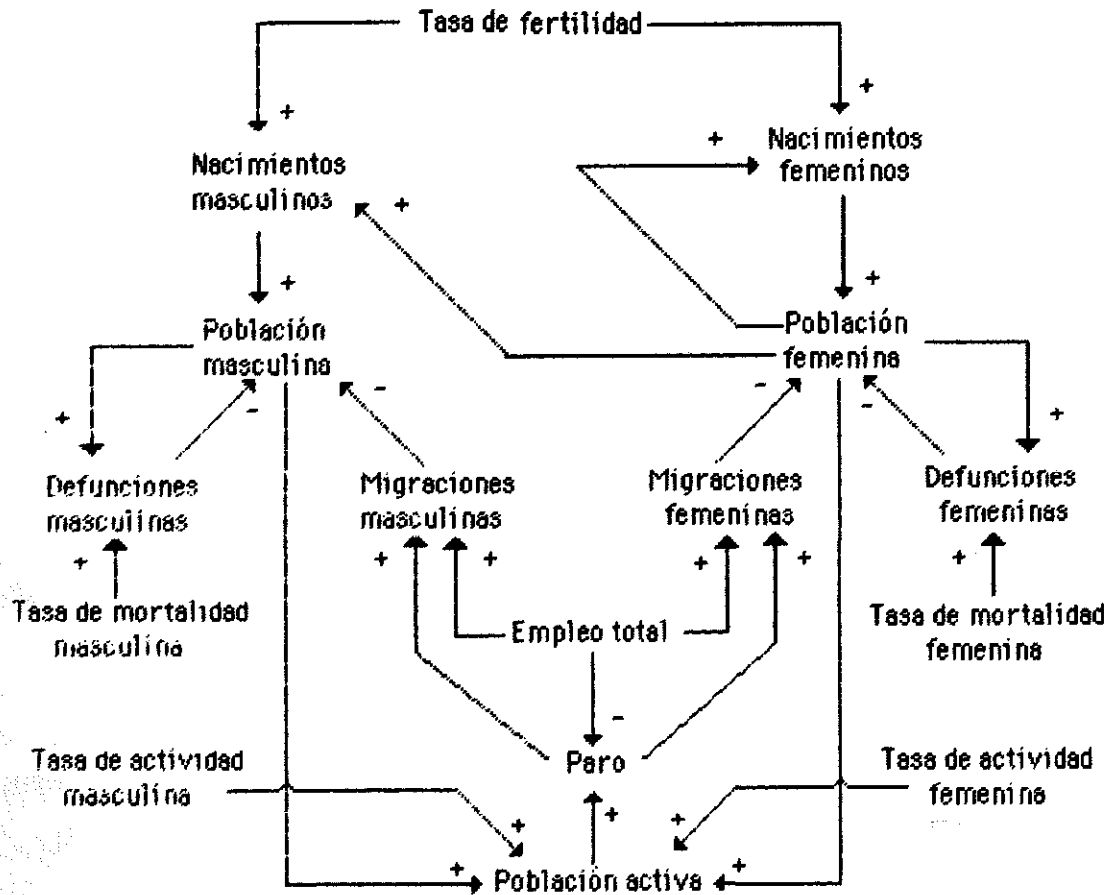 Tasa de fertilidad
+
+
Nacimientos
masculinos
+
+
Nacimientos
femeninos
+
+
Población
masculina
Población
femenina
+
-
-
-
-
+
Defunciones
masculinas
Migraciones
masculinas
Migraciones
femeninas
Defunciones
femeninas
+
+
+
+
+
+
Tasa de mortalidad
masculina
Empleo total
Tasa de mortalidad
femenina
-
Tasa de actividad
masculina
Paro
Tasa de actividad
femenina
+
+
+
+
Población activa
+